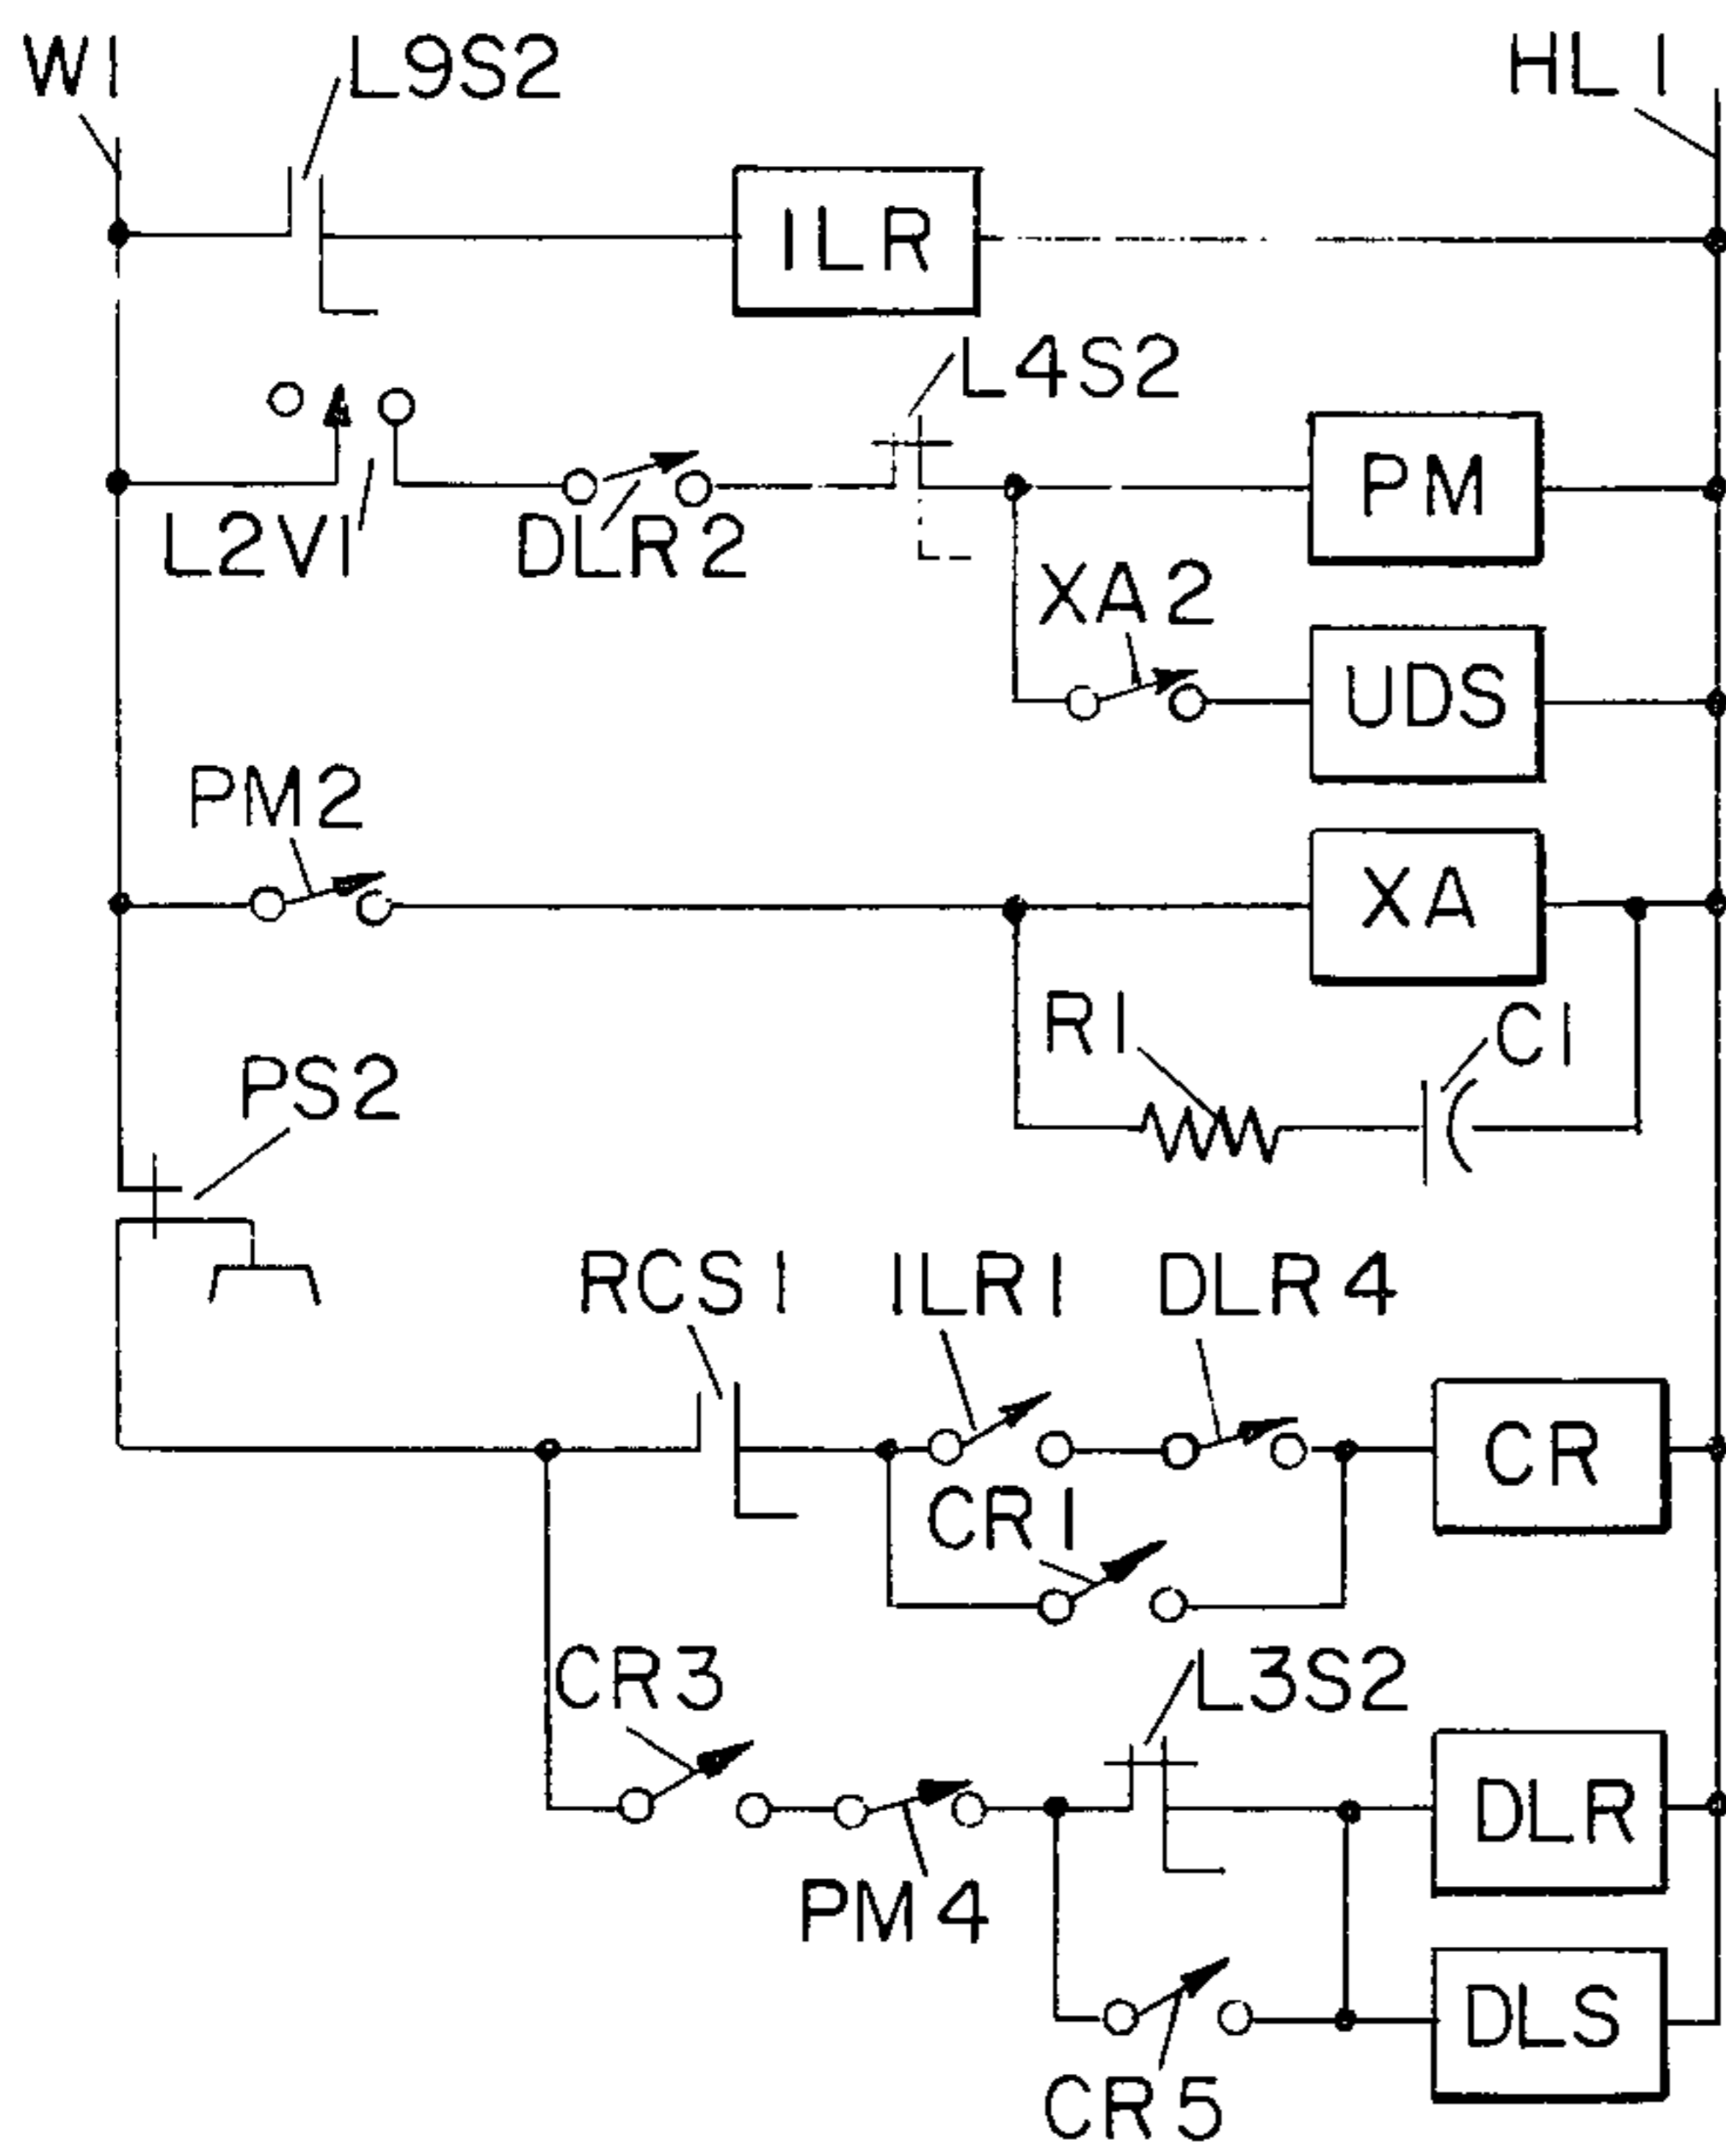 W1
L9S2
HL1
ILR
L4S2
PM
L2V1
DLR2
XA2
UDS
PM2
XA
R1
C1
PS2
RCS1
ILR1
DLR4
CR
CR1
CR3
L3S2
DLR
PM4
DLS
CR5